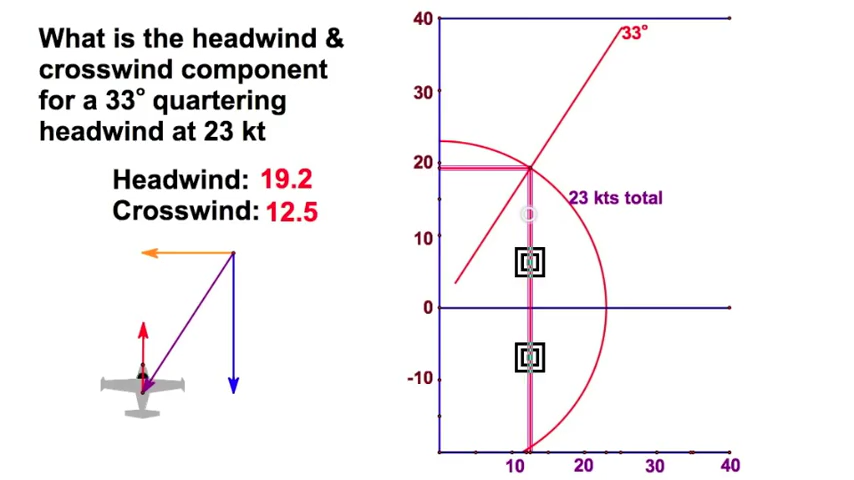 What is the headwind &
crosswind component
for a 33° quartering
headwind at 23 kt
Headwind: 19.2
Crosswind: 12.5
40
33°
30
20
23 kts total
10
0
-10
10 20 30 40